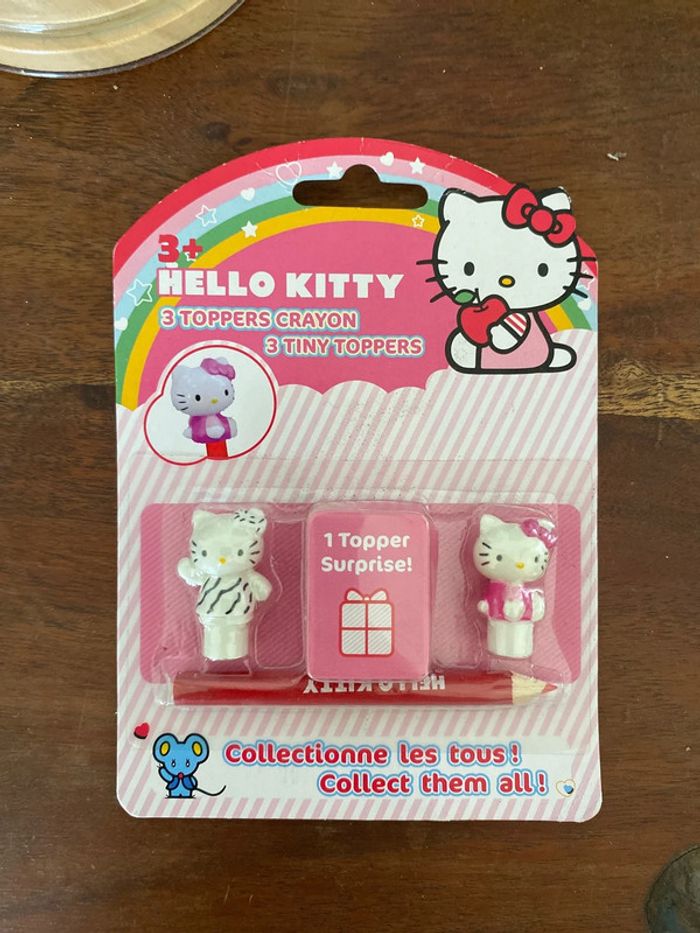 3+
HELLO KITTY
3 TOPPERS CRAYON
3 TINY TOPPERS
1 Topper
Surprise!
HELLO KITTY
Collectionne les tous!
Collect them all!